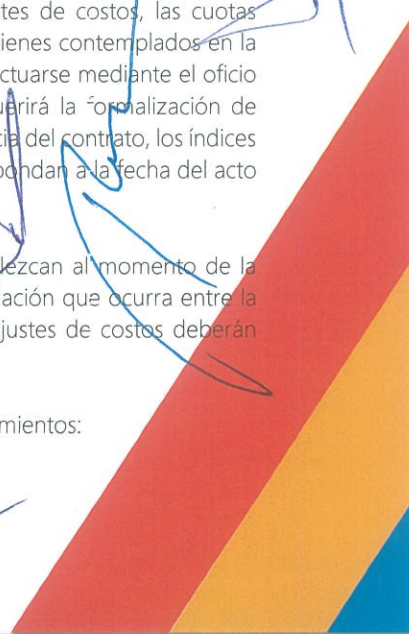 tes de costos, las cuotas
ienes contemplados en la
ctuarse mediante el oficio
uerirá la formalización de
cia del contrato, los índices
pondan a la fecha del acto
lezcan al momento de la
ación que ocurra entre la
justes de costos deberán
mientos: